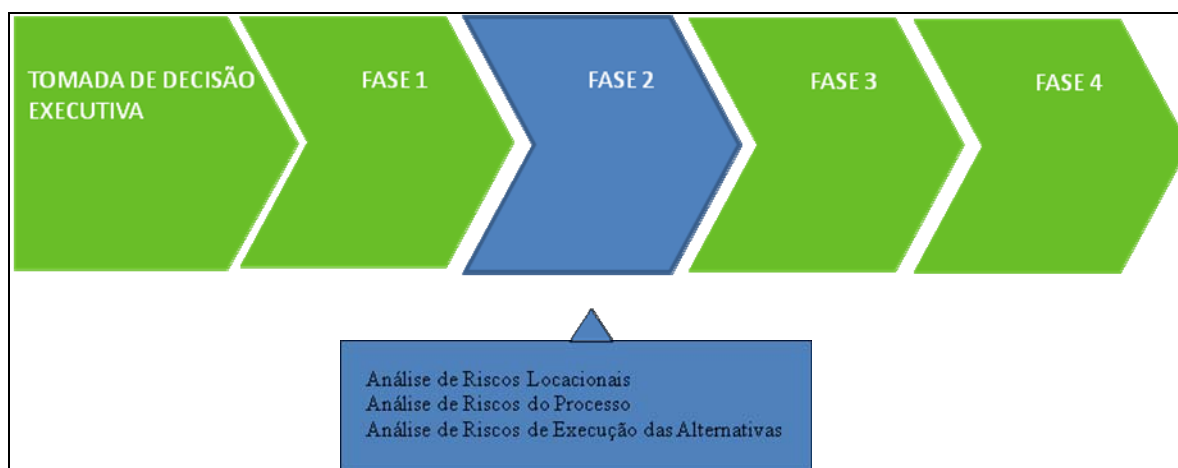 TOMADA DE DECISÃO
EXECUTIVA
FASE 1
FASE 2
FASE 3
FASE 4
Análise de Riscos Locacionais
Análise de Riscos do Processo
Análise de Riscos de Execução das Alternativas